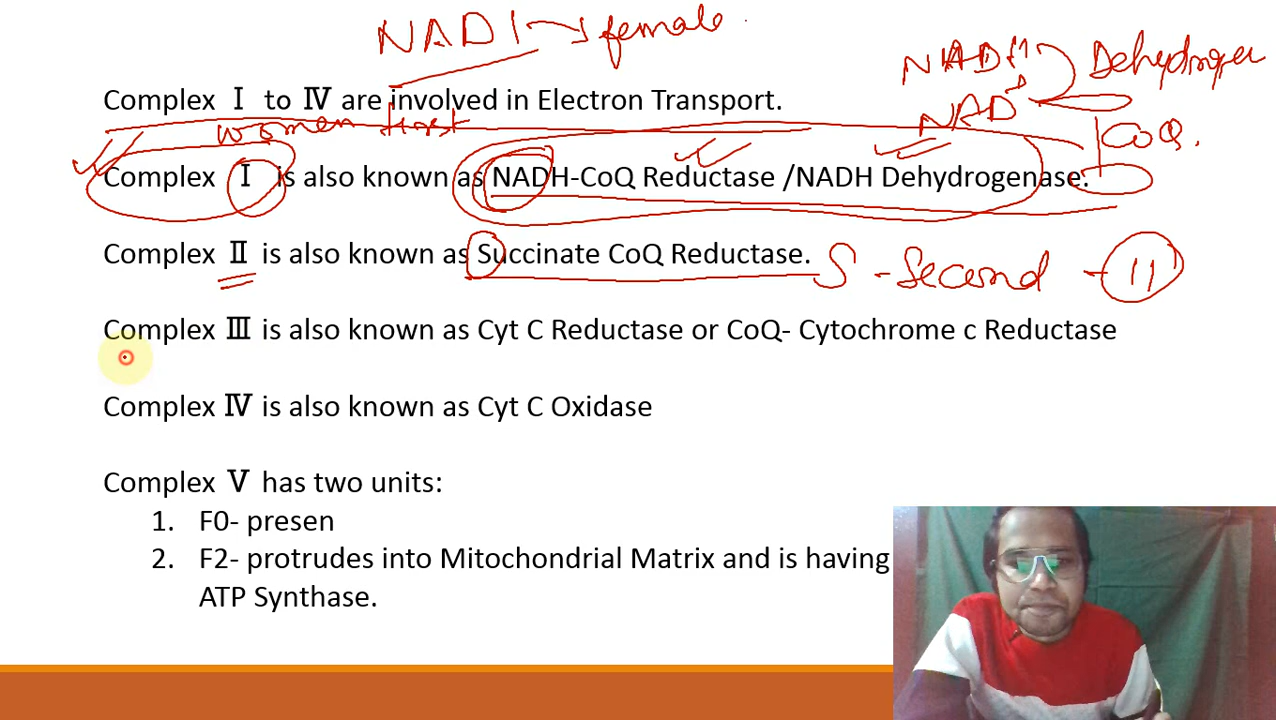 NAD1 → female
NADH Dehydrogen
Complex Ⅰ to Ⅳ are involved in Electron Transport.
NAD+
women first
CoQ.
Complex Ⅰ is also known as NADH-CoQ Reductase /NADH Dehydrogenase.
Complex Ⅱ is also known as Succinate CoQ Reductase.
S - Second - 11
Complex Ⅲ is also known as Cyt C Reductase or CoQ- Cytochrome c Reductase
Complex Ⅳ is also known as Cyt C Oxidase
Complex Ⅴ has two units:
1. F0- presen
2. F2- protrudes into Mitochondrial Matrix and is having
ATP Synthase.